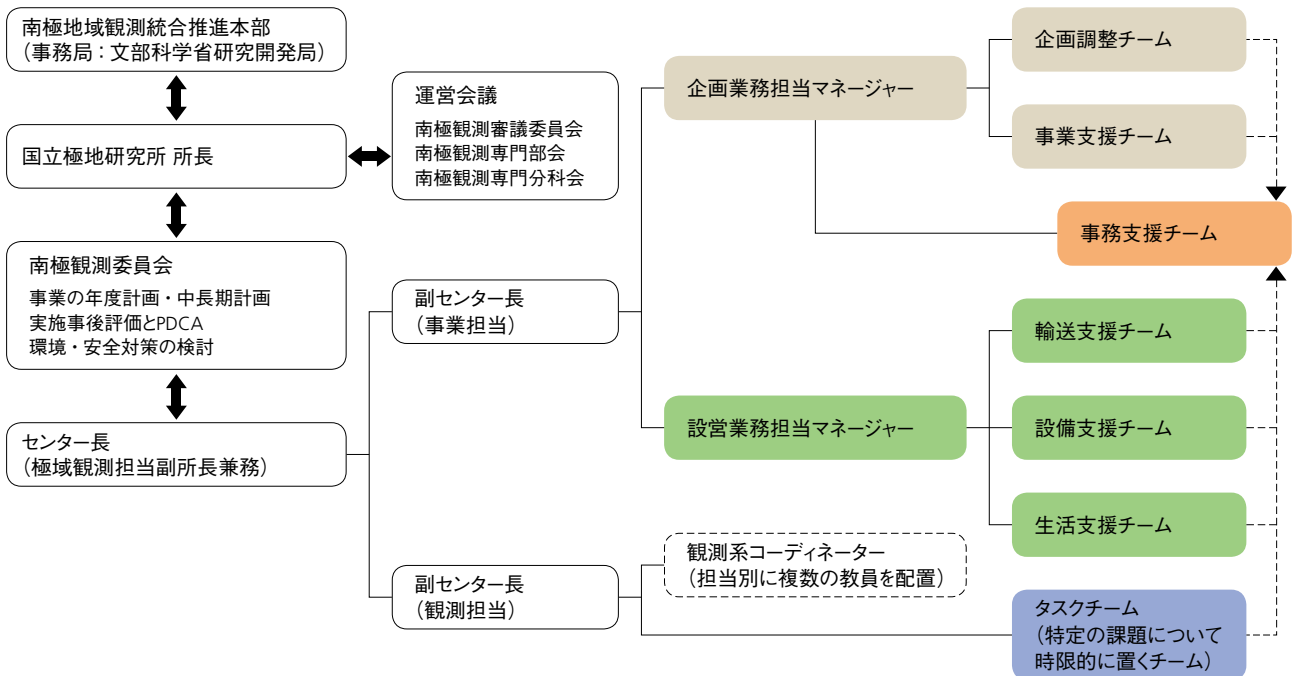 南極地域観測統合推進本部
(事務局：文部科学省研究開発局)
国立極地研究所 所長
運営会議
南極観測審議委員会
南極観測専門部会
南極観測専門分科会
南極観測委員会
事業の年度計画・中長期計画
実施事後評価とPDCA
環境・安全対策の検討
センター長
(極域観測担当副所長兼務)
副センター長
(事業担当)
副センター長
(観測担当)
企画業務担当マネージャー
設営業務担当マネージャー
観測系コーディネーター
(担当別に複数の教員を配置)
企画調整チーム
事業支援チーム
事務支援チーム
輸送支援チーム
設備支援チーム
生活支援チーム
タスクチーム
(特定の課題について
時限的に置くチーム)